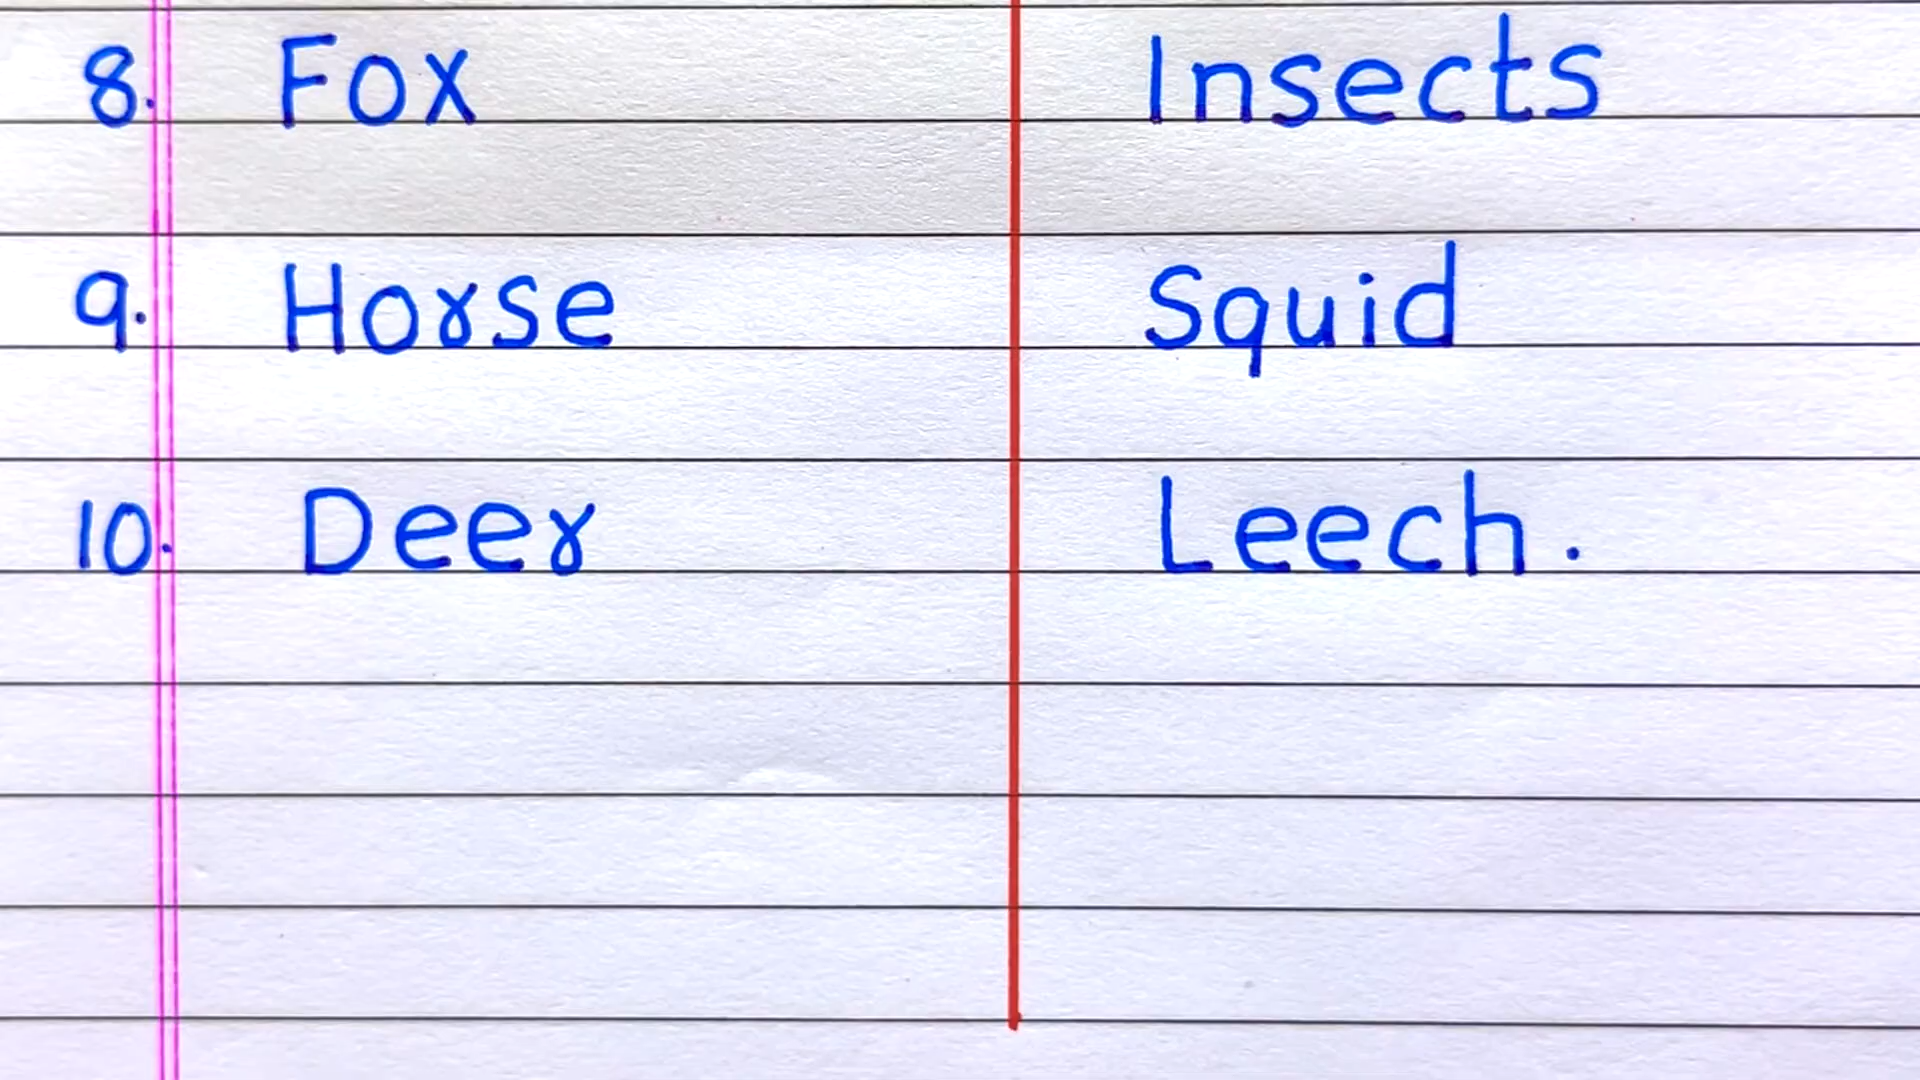 8. Fox Insects
9. Horse Squid
10. Deer Leech.